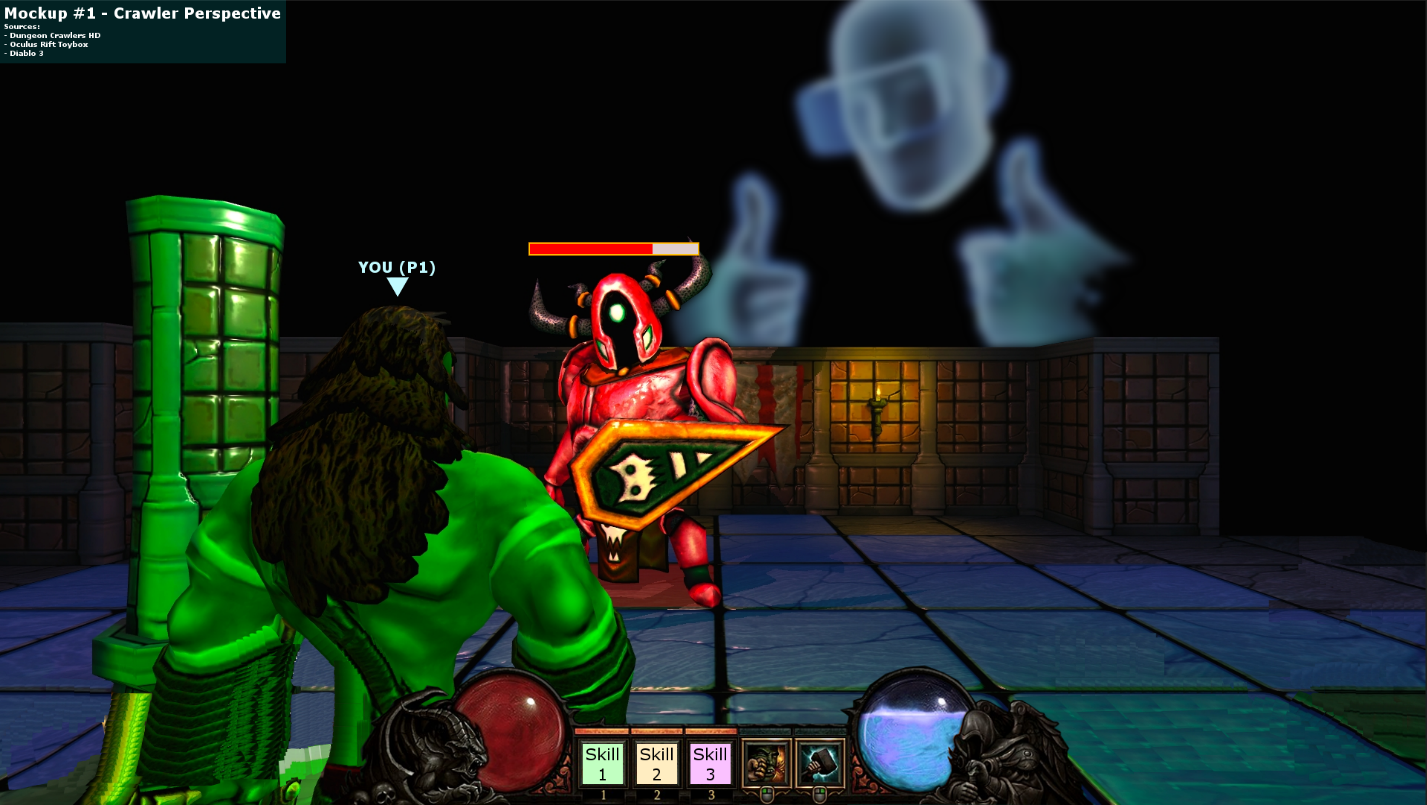 Mockup #1 - Crawler Perspective
Sources:
- Dungeon Crawlers HD
- Oculus Rift Toybox
- Diablo 3
YOU (P1)
Skill 1
Skill 2
Skill 3
1 2 3